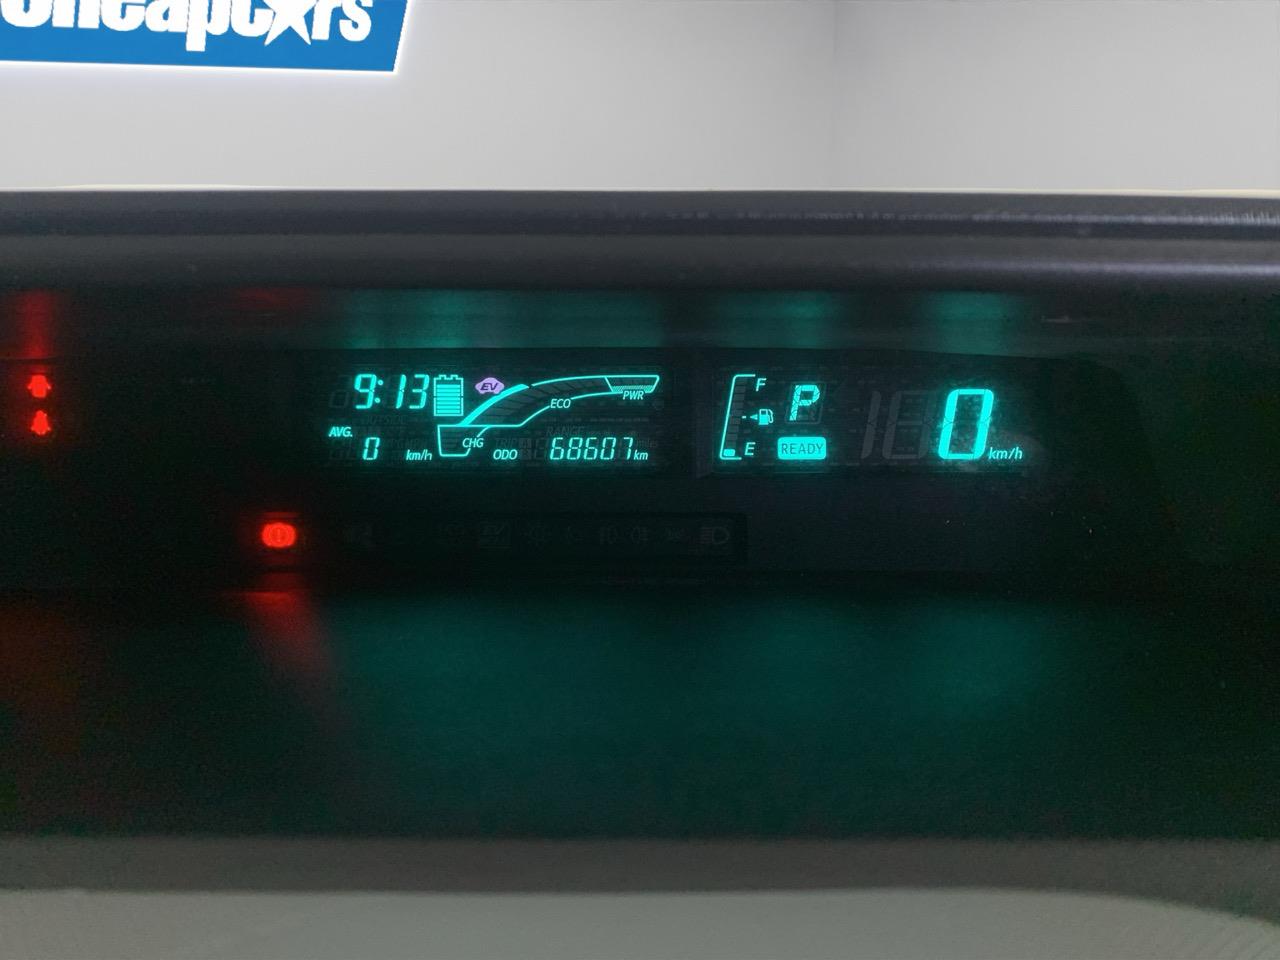 Cheapcars
9:13
EV
PWR
ECO
AVG.
0 km/h
CHG
ODO 68607 km
F
E
P
READY
0 km/h